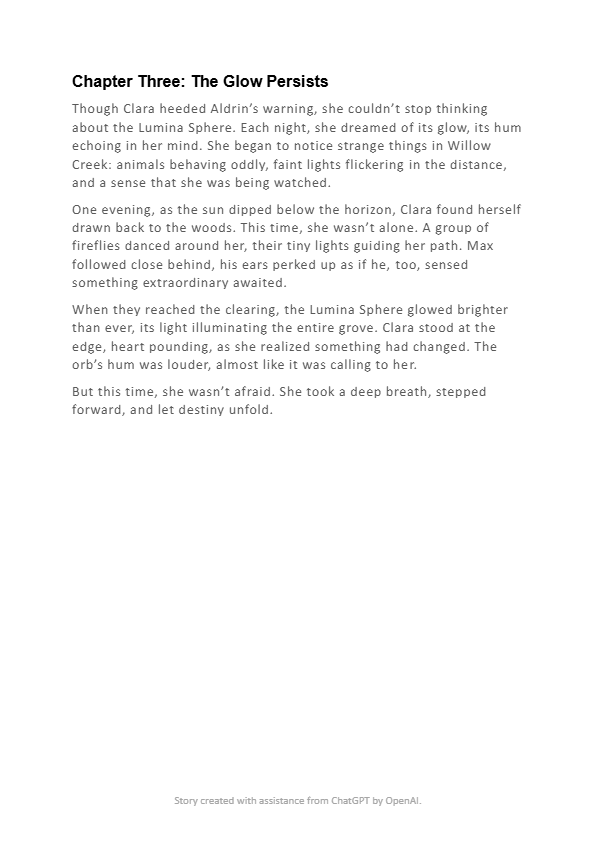 Chapter Three: The Glow Persists
Though Clara heeded Aldrin’s warning, she couldn’t stop thinking
about the Lumina Sphere. Each night, she dreamed of its glow, its hum
echoing in her mind. She began to notice strange things in Willow
Creek: animals behaving oddly, faint lights flickering in the distance,
and a sense that she was being watched.
One evening, as the sun dipped below the horizon, Clara found herself
drawn back to the woods. This time, she wasn’t alone. A group of
fireflies danced around her, their tiny lights guiding her path. Max
followed close behind, his ears perked up as if he, too, sensed
something extraordinary awaited.
When they reached the clearing, the Lumina Sphere glowed brighter
than ever, its light illuminating the entire grove. Clara stood at the
edge, heart pounding, as she realized something had changed. The
orb’s hum was louder, almost like it was calling to her.
But this time, she wasn’t afraid. She took a deep breath, stepped
forward, and let destiny unfold.
Story created with assistance from ChatGPT by OpenAI.